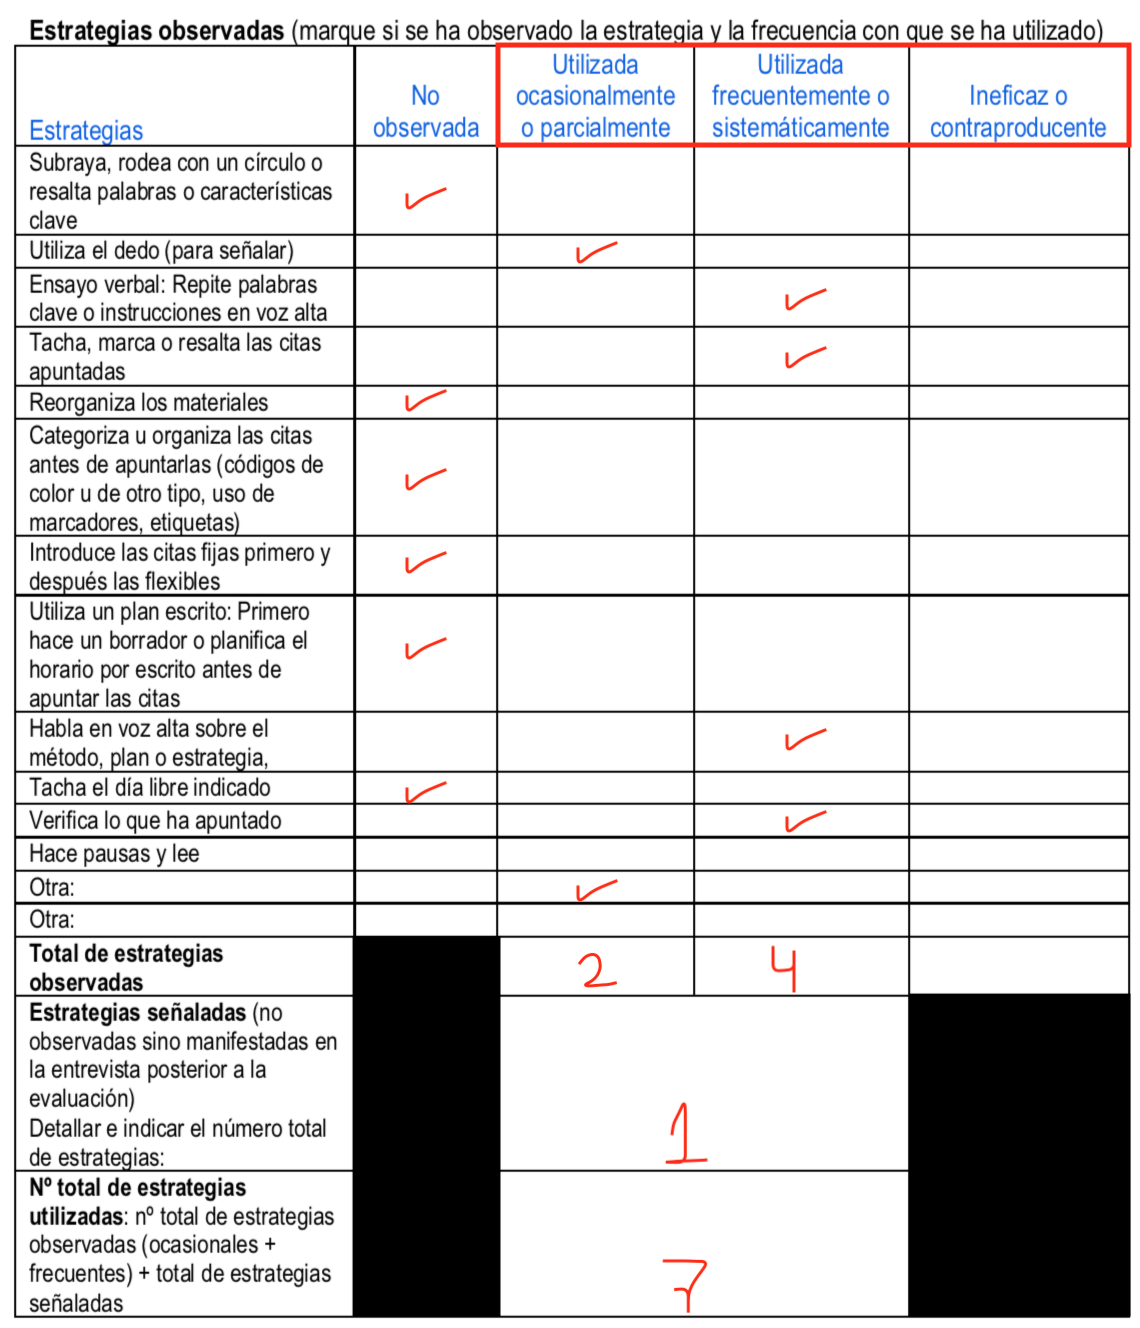 Estrategias observadas (marque si se ha observado la estrategia y la frecuencia con que se ha utilizado)
Estrategias
No
observada
Utilizada
ocasionalmente
o parcialmente
Utilizada
frecuentemente o
sistemáticamente
Ineficaz o
contraproducente
Subraya, rodea con un círculo o
resalta palabras o características
clave
Utiliza el dedo (para señalar)
Ensayo verbal: Repite palabras
clave o instrucciones en voz alta
Tacha, marca o resalta las citas
apuntadas
Reorganiza los materiales
Categoriza u organiza las citas
antes de apuntarlas (códigos de
color u de otro tipo, uso de
marcadores, etiquetas)
Introduce las citas fijas primero y
después las flexibles
Utiliza un plan escrito: Primero
hace un borrador o planifica el
horario por escrito antes de
apuntar las citas
Habla en voz alta sobre el
método, plan o estrategia,
Tacha el día libre indicado
Verifica lo que ha apuntado
Hace pausas y lee
Otra:
Otra:
Total de estrategias
observadas
2
4
Estrategias señaladas (no
observadas sino manifestadas en
la entrevista posterior a la
evaluación)
Detallar e indicar el número total
de estrategias:
1
Nº total de estrategias
utilizadas: nº total de estrategias
observadas (ocasionales +
frecuentes) + total de estrategias
señaladas
7